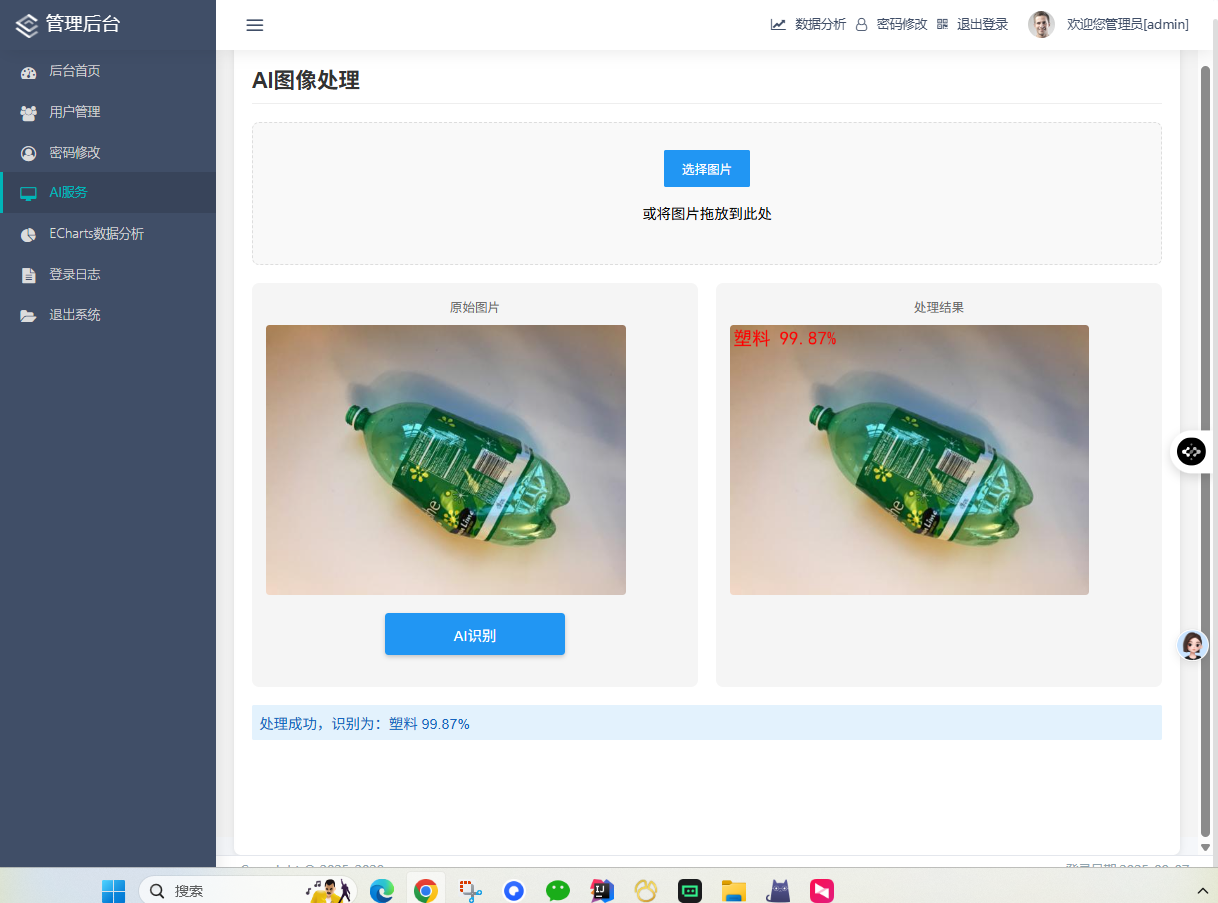 管理后台
数据分析 密码修改 退出登录 欢迎您管理员[admin]
后台首页
用户管理
密码修改
AI服务
ECharts数据分析
登录日志
退出系统
AI图像处理
选择图片
或将图片拖放到此处
原始图片
处理结果
塑料 99.87%
Lime
AI识别
处理成功，识别为：塑料 99.87%
搜索